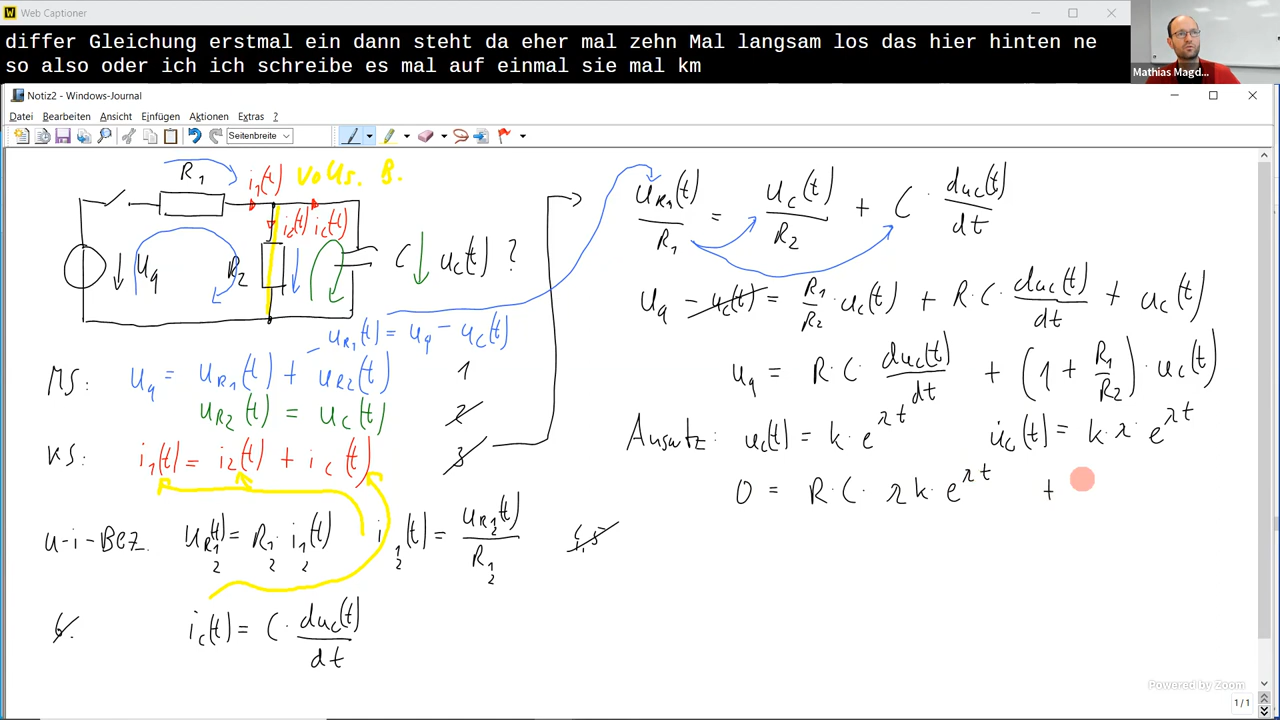 Web Captioner
differ Gleichung erstmal ein dann steht da eher mal zehn Mal langsam los das hier hinten ne
so also oder ich ich schreibe es mal auf einmal sie mal km
Mathias Magd...
Notiz2 - Windows-Journal
Datei Bearbeiten Ansicht Einfügen Aktionen Extras ?
Seitenbreite
R1 i1(t) volls. B.
i2(t) ic(t)
uq R2 C uc(t) ?
uR1(t) = uq - uc(t)
MS: uq = uR1(t) + uR2(t) 1
uR2(t) = uc(t) 2
KS: i1(t) = i2(t) + ic(t) 3
u-i-Bez. uR1/2(t) = R1/2 · i1/2(t) i1/2(t) = uR1/2(t) / R1/2 4,5
6. ic(t) = C · duc(t)/dt
uR1(t)/R1 = uc(t)/R2 + C · duc(t)/dt
uq - uc(t) = R1/R2 · uc(t) + R·C · duc(t)/dt + uc(t)
uq = R·C · duc(t)/dt + (1 + R1/R2) · uc(t)
Ansatz: uc(t) = k · e^λt u̇c(t) = k · λ · e^λt
0 = R·C · λk · e^λt +
Presented by Zoom
1/1